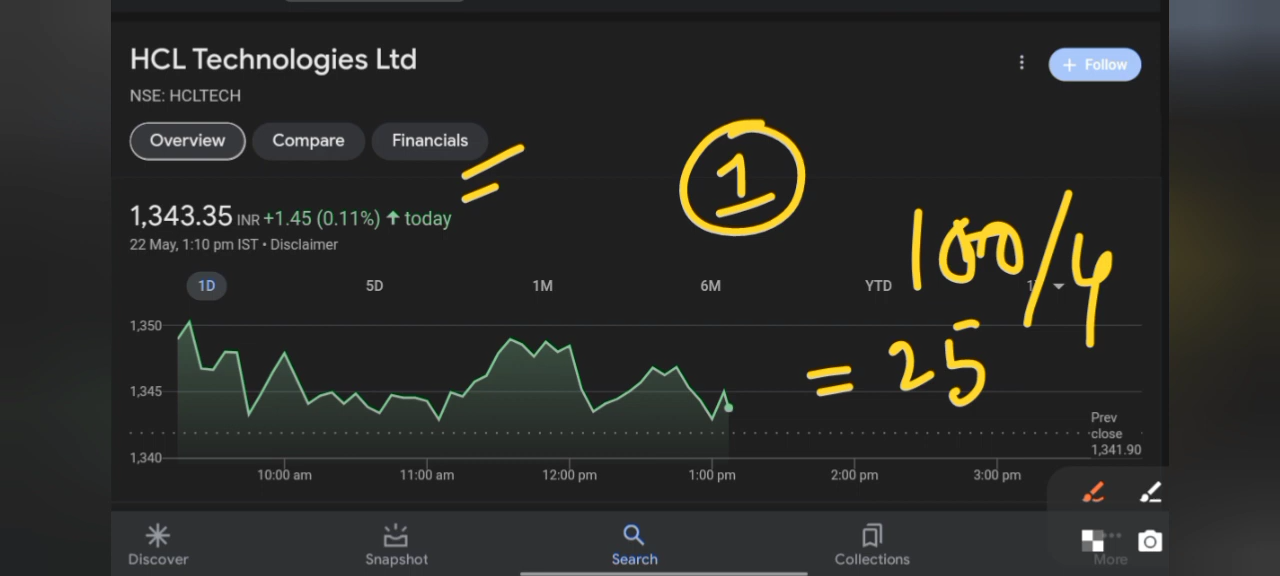 HCL Technologies Ltd
+ Follow
NSE: HCLTECH
Overview Compare Financials
=
1
1,343.35 INR +1.45 (0.11%) ↑ today
22 May, 1:10 pm IST • Disclaimer
100/4
= 25
1D 5D 1M 6M YTD
1,350
1,345
1,340
Prev
close
1,341.90
10:00 am 11:00 am 12:00 pm 1:00 pm 2:00 pm 3:00 pm
Discover Snapshot Search Collections More